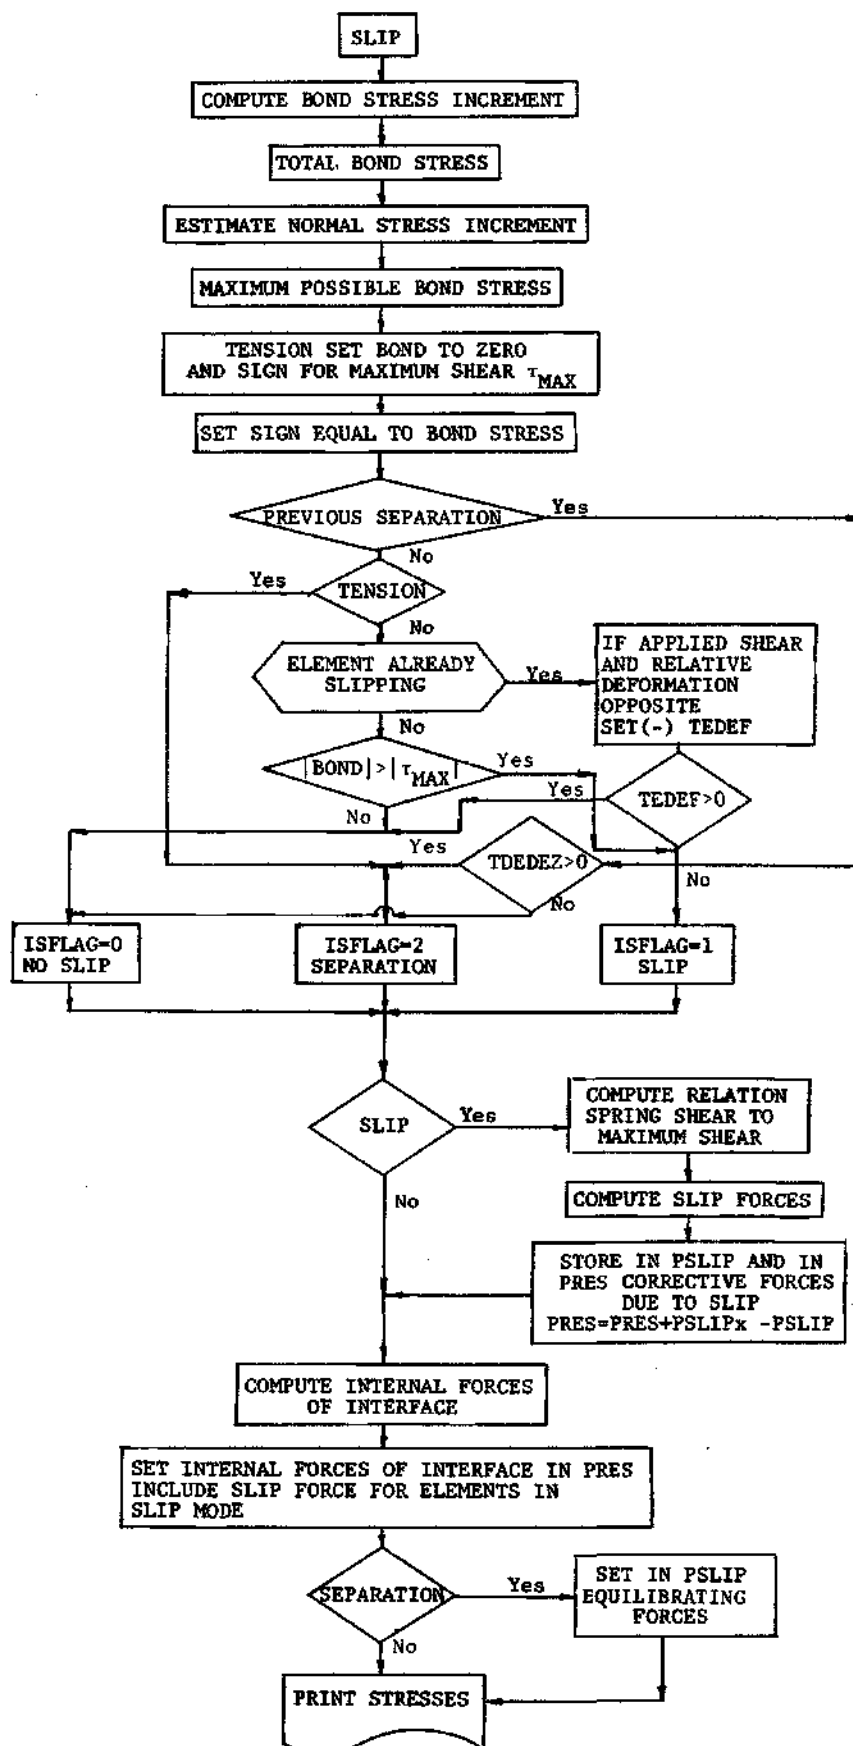 SLIP
COMPUTE BOND STRESS INCREMENT
TOTAL BOND STRESS
ESTIMATE NORMAL STRESS INCREMENT
MAXIMUM POSSIBLE BOND STRESS
TENSION SET BOND TO ZERO
AND SIGN FOR MAXIMUM SHEAR τMAX
SET SIGN EQUAL TO BOND STRESS
PREVIOUS SEPARATION
Yes
No
Yes
TENSION
No
ELEMENT ALREADY
SLIPPING
Yes
IF APPLIED SHEAR
AND RELATIVE
DEFORMATION
OPPOSITE
SET(-) TEDEF
No
|BOND|>|τMAX|
Yes
No
Yes
TEDEF>0
Yes
TDEDEZ>0
No
No
ISFLAG=0
NO SLIP
ISFLAG=2
SEPARATION
ISFLAG=1
SLIP
SLIP
Yes
COMPUTE RELATION
SPRING SHEAR TO
MAXIMUM SHEAR
No
COMPUTE SLIP FORCES
STORE IN PSLIP AND IN
PRES CORRECTIVE FORCES
DUE TO SLIP
PRES=PRES+PSLIPx -PSLIP
COMPUTE INTERNAL FORCES
OF INTERFACE
SET INTERNAL FORCES OF INTERFACE IN PRES
INCLUDE SLIP FORCE FOR ELEMENTS IN
SLIP MODE
SEPARATION
Yes
SET IN PSLIP
EQUILIBRATING
FORCES
No
PRINT STRESSES